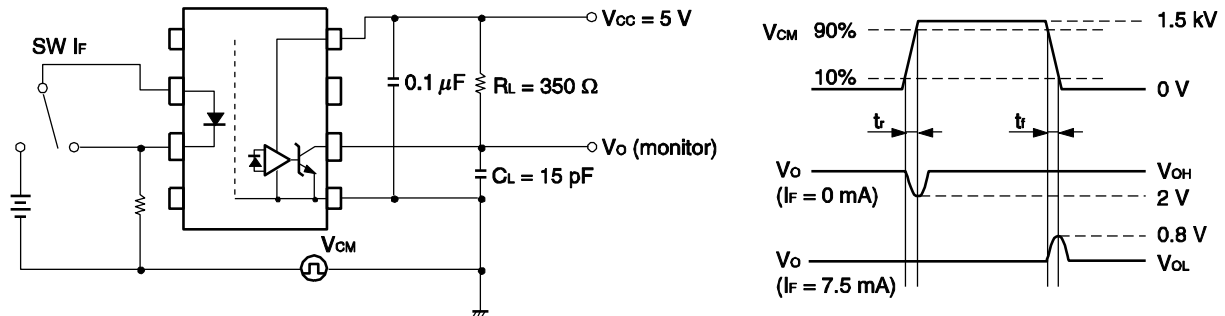 SW IF
VCC = 5 V
0.1 μF
RL = 350 Ω
VO (monitor)
CL = 15 pF
VCM
VCM 90%
10%
1.5 kV
0 V
tr
tf
VO
(IF = 0 mA)
VOH
2 V
0.8 V
VO
(IF = 7.5 mA)
VOL